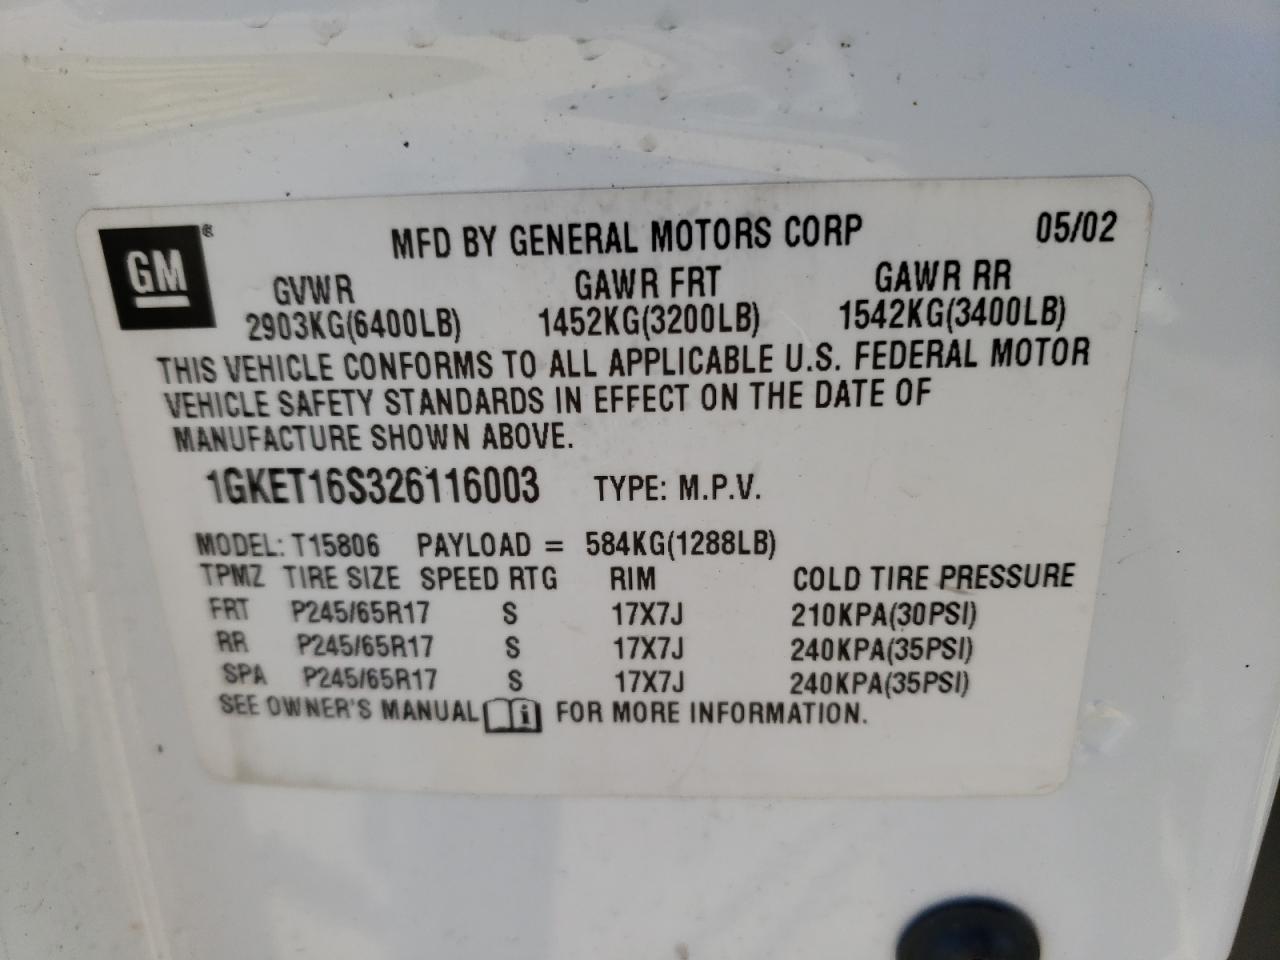 GM® MFD BY GENERAL MOTORS CORP 05/02
GVWR GAWR FRT GAWR RR
2903KG(6400LB) 1452KG(3200LB) 1542KG(3400LB)
THIS VEHICLE CONFORMS TO ALL APPLICABLE U.S. FEDERAL MOTOR
VEHICLE SAFETY STANDARDS IN EFFECT ON THE DATE OF
MANUFACTURE SHOWN ABOVE.
1GKET16S326116003 TYPE: M.P.V.
MODEL: T15806 PAYLOAD = 584KG(1288LB)
TPMZ TIRE SIZE SPEED RTG RIM COLD TIRE PRESSURE
FRT P245/65R17 S 17X7J 210KPA(30PSI)
RR P245/65R17 S 17X7J 240KPA(35PSI)
SPA P245/65R17 S 17X7J 240KPA(35PSI)
SEE OWNER'S MANUAL i FOR MORE INFORMATION.